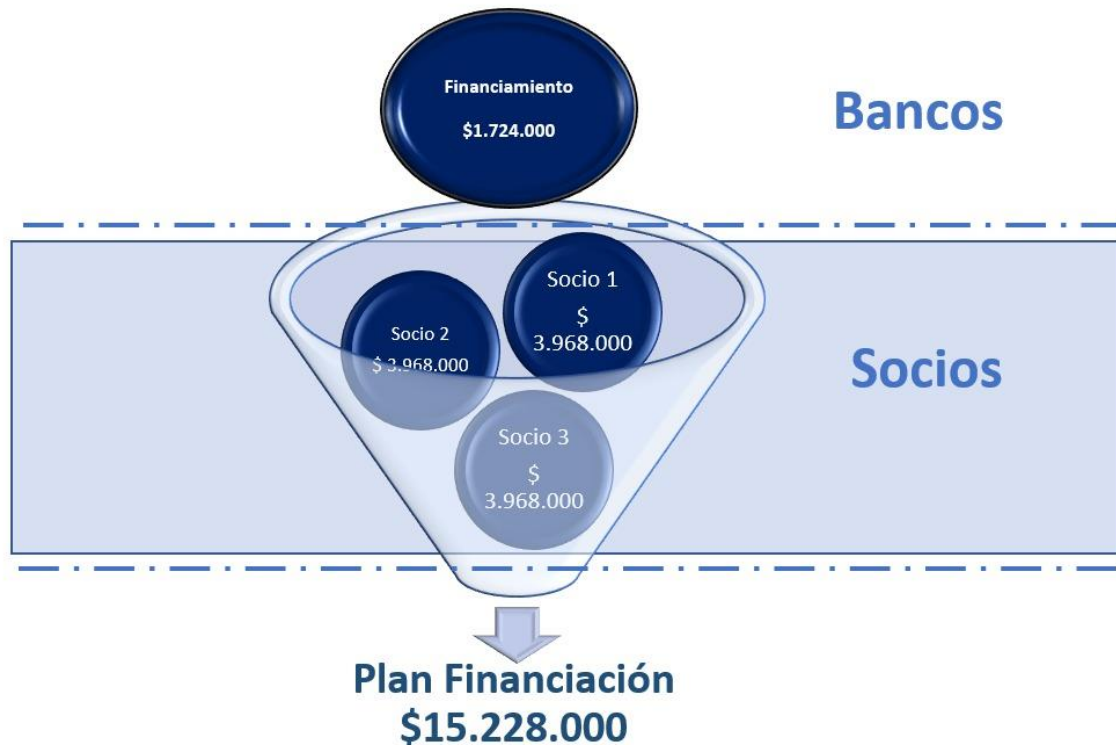 Financiamiento
$1.724.000
Bancos
Socio 1
$
3.968.000
Socio 2
$ 3.968.000
Socios
Socio 3
$
3.968.000
Plan Financiación
$15.228.000